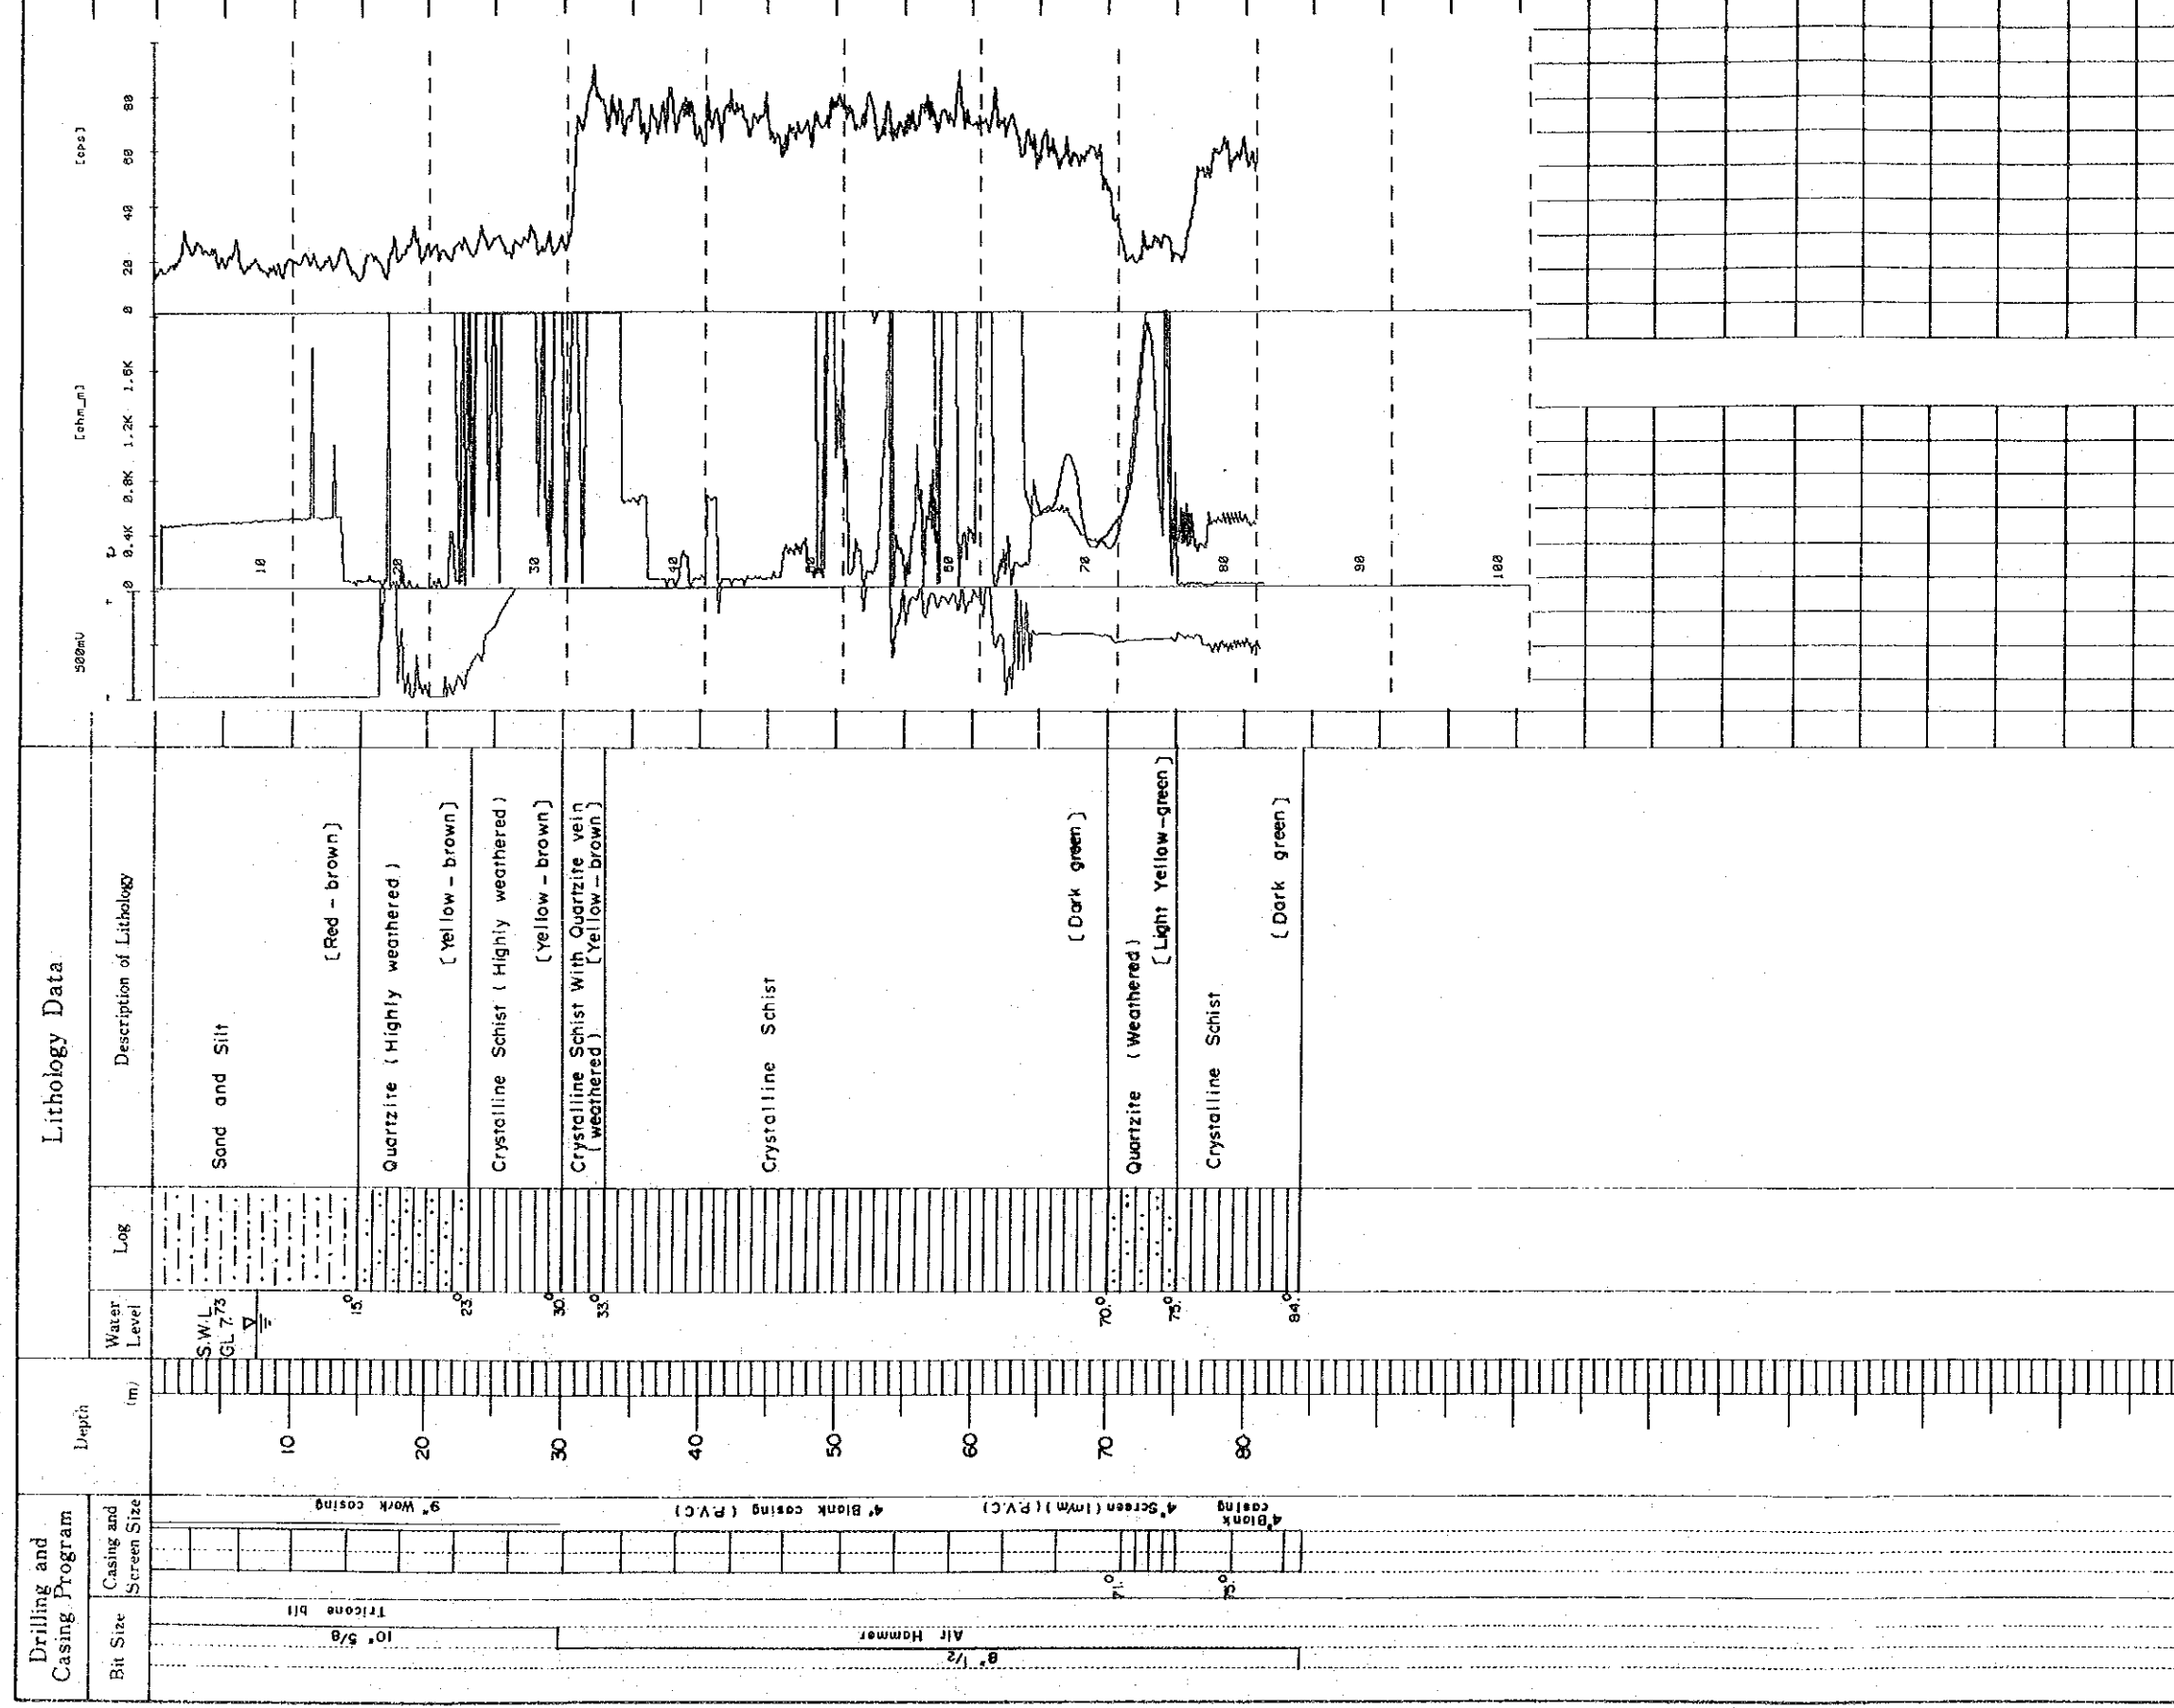 [cps]
0 20 40 60 80
[ohm_m]
0 0.4K 0.8K 1.2K 1.6K
500mV
- +
10 20 30 40 50 60 70 80 90 100
Lithology Data
Description of Lithology
Sand and Silt
[Red-brown]
Quartzite (Highly weathered)
[Yellow-brown]
Crystalline Schist (Highly weathered)
[Yellow-brown]
Crystalline Schist With Quartzite vein
(weathered) [Yellow-brown]
Crystalline Schist
[Dark green]
Quartzite (Weathered)
[Light Yellow-green]
Crystalline Schist
[Dark green]
Log
Water
Level
S.W.L.
GL 7.73
15.0
23.0
30.0
33.0
70.0
75.0
84.0
Depth
(m)
10 20 30 40 50 60 70 80
Drilling and
Casing Program
Casing and
Screen Size
9" Work casing
4" Blank casing (P.V.C)
4" Screen (1m/m) (P.V.C)
4" Blank
casing
71.0
Bit Size
10" 5/8
Tricone bit
Air Hammer
8" 1/2